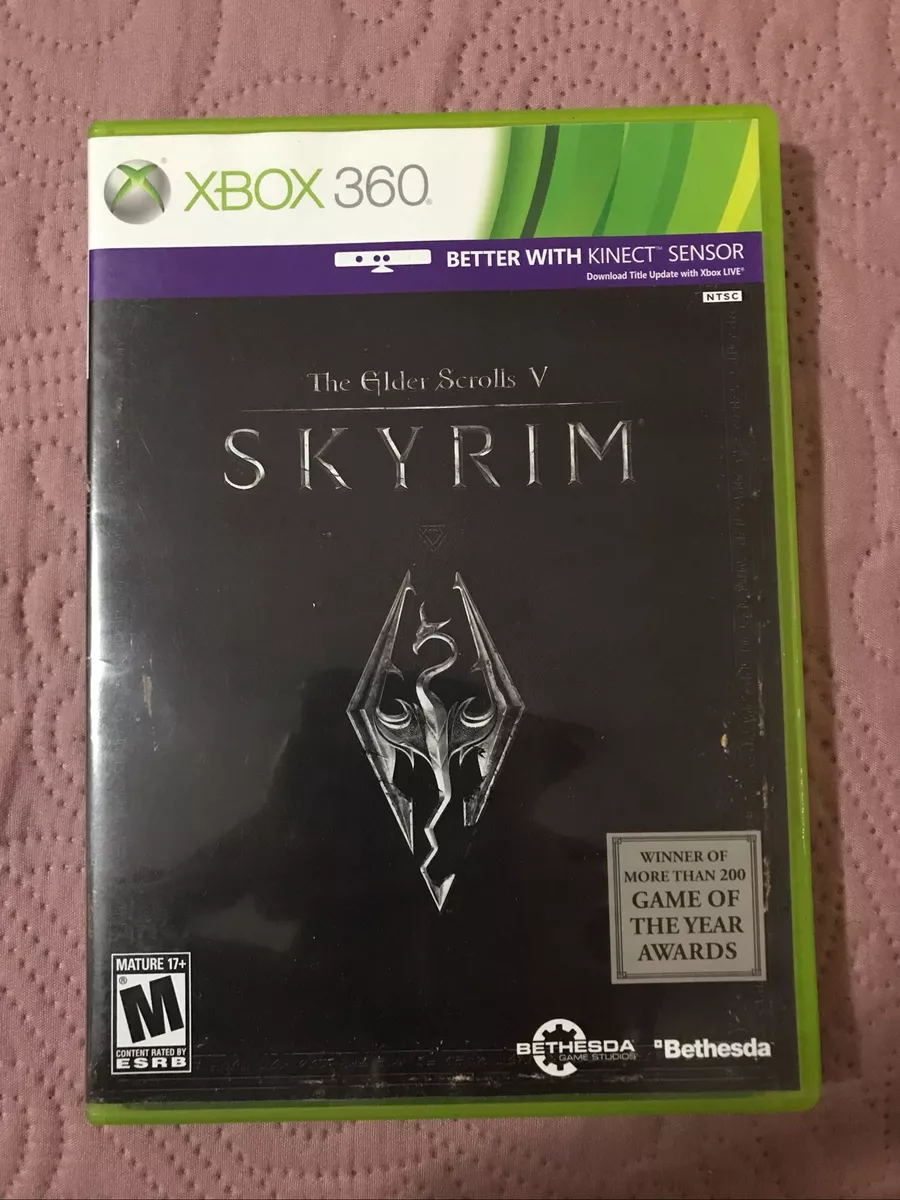 XBOX 360
BETTER WITH KINECT™ SENSOR
Download Title Update with Xbox LIVE®
NTSC
The Elder Scrolls V
SKYRIM
WINNER OF
MORE THAN 200
GAME OF
THE YEAR
AWARDS
MATURE 17+
M
CONTENT RATED BY
ESRB
BETHESDA
GAME STUDIOS
Bethesda